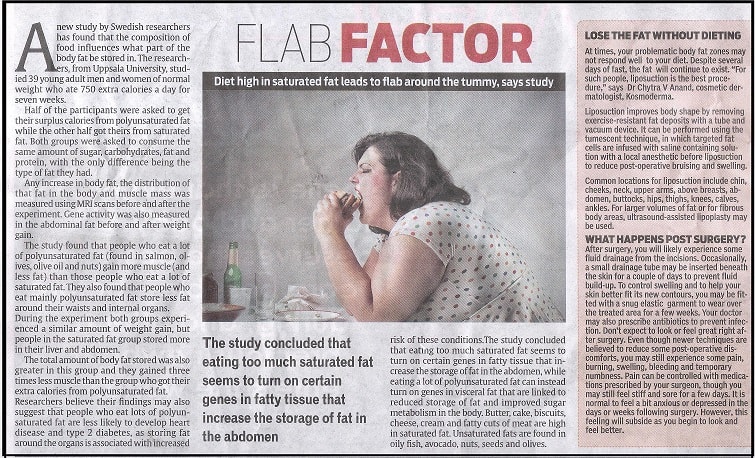 FLAB FACTOR
Diet high in saturated fat leads to flab around the tummy, says study
A new study by Swedish researchers
has found that the composition of
food influences what part of the
body fat be stored in. The research-
ers, from Uppsala University, stud-
ied 39 young adult men and women of normal
weight who ate 750 extra calories a day for
seven weeks.
Half of the participants were asked to get
their surplus calories from polyunsaturated fat
while the other half got theirs from saturated
fat. Both groups were asked to consume the
same amount of sugar, carbohydrates, fat and
protein, with the only difference being the
type of fat they had.
Any increase in body fat, the distribution of
that fat in the body and muscle mass was
measured using MRI scans before and after the
experiment. Gene activity was also measured
in the abdominal fat before and after weight
gain.
The study found that people who eat a lot
of polyunsaturated fat (found in salmon, ol-
ives, olive oil and nuts) gain more muscle (and
less fat) than those people who eat a lot of
saturated fat. They also found that people who
eat mainly polyunsaturated fat store less fat
around their waists and internal organs.
During the experiment both groups experi-
enced a similar amount of weight gain, but
people in the saturated fat group stored more
in their liver and abdomen.
The total amount of body fat stored was also
greater in this group and they gained three
times less muscle than the group who got their
extra calories from polyunsaturated fat.
Researchers believe their findings may also
suggest that people who eat lots of polyun-
saturated fat are less likely to develop heart
disease and type 2 diabetes, as storing fat
around the organs is associated with increased
The study concluded that
eating too much saturated fat
seems to turn on certain
genes in fatty tissue that
increase the storage of fat in
the abdomen
risk of these conditions.The study concluded
that eating too much saturated fat seems to
turn on certain genes in fatty tissue that in-
crease the storage of fat in the abdomen, while
eating a lot of polyunsaturated fat can instead
turn on genes in visceral fat that are linked to
reduced storage of fat and improved sugar
metabolism in the body. Butter, cake, biscuits,
cheese, cream and fatty cuts of meat are high
in saturated fat. Unsaturated fats are found in
oily fish, avocado, nuts, seeds and olives.
LOSE THE FAT WITHOUT DIETING
At times, your problematic body fat zones may
not respond well to your diet. Despite several
days of fast, the fat will continue to exist. “For
such people, liposuction is the best proce-
dure,” says Dr Chytra V Anand, cosmetic der-
matologist, Kosmoderma.
Liposuction improves body shape by removing
exercise-resistant fat deposits with a tube and
vacuum device. It can be performed using the
tumescent technique, in which targeted fat
cells are infused with saline containing solu-
tion with a local anesthetic before liposuction
to reduce post-operative bruising and swelling.
Common locations for liposuction include chin,
cheeks, neck, upper arms, above breasts, ab-
domen, buttocks, hips, thighs, knees, calves,
ankles. For larger volumes of fat or for fibrous
body areas, ultrasound-assisted lipoplasty may
be used.
WHAT HAPPENS POST SURGERY?
After surgery, you will likely experience some
fluid drainage from the incisions. Occasionally,
a small drainage tube may be inserted beneath
the skin for a couple of days to prevent fluid
build-up. To control swelling and to help your
skin better fit its new contours, you may be fit-
ted with a snug elastic garment to wear over
the treated area for a few weeks. Your doctor
may also prescribe antibiotics to prevent infec-
tion. Don’t expect to look or feel great right af-
ter surgery. Even though newer techniques are
believed to reduce some post-operative dis-
comforts, you may still experience some pain,
burning, swelling, bleeding and temporary
numbness. Pain can be controlled with medica-
tions prescribed by your surgeon, though you
may still feel stiff and sore for a few days. It is
normal to feel a bit anxious or depressed in the
days or weeks following surgery. However, this
feeling will subside as you begin to look and
feel better.